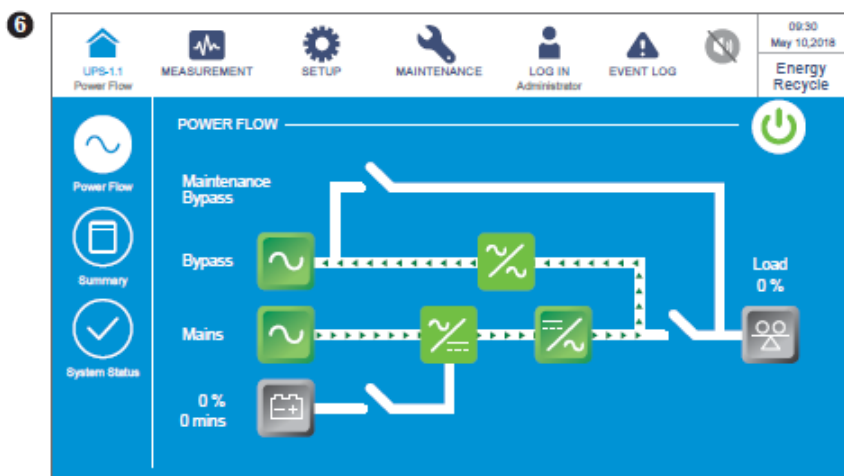 ❻
09:30
May 10,2018
UPS-1.1
Power Flow
MEASUREMENT
SETUP
MAINTENANCE
LOG IN
Administrator
EVENT LOG
Energy
Recycle
POWER FLOW
Power Flow
Maintenance
Bypass
Bypass
Summary
Load
0 %
Mains
System Status
0 %
0 mins